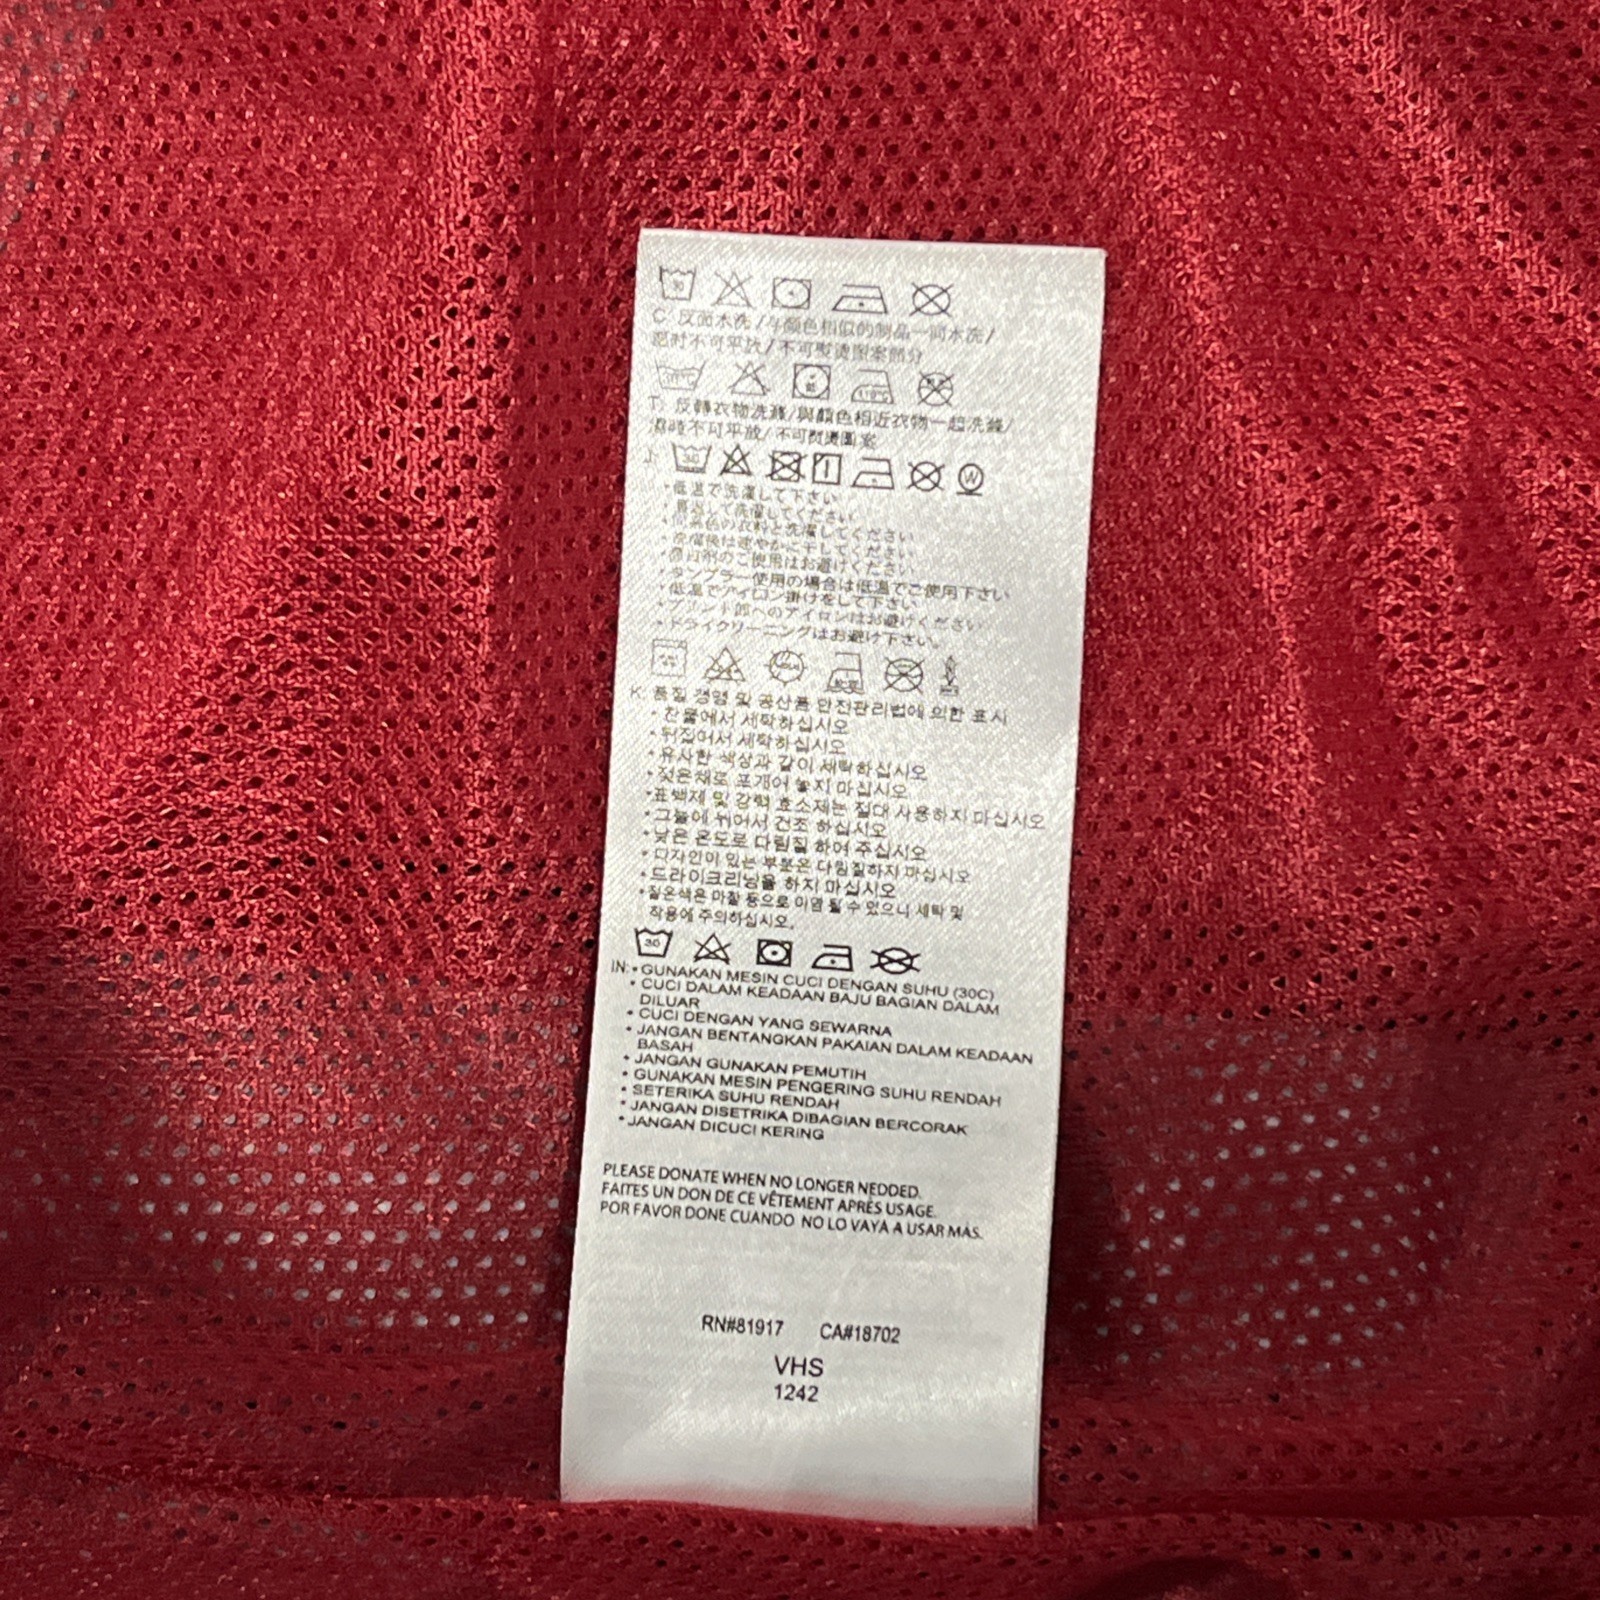 30
C: 反面水洗/与颜色相似的制品一同水洗/
湿时不可平放/不可熨烫图案部分
30°C
110°C
T: 反轉衣物洗滌/與顏色相近衣物一起洗滌/
濕時不可平放/不可熨燙圖案
J:
30
W
•低温で洗濯して下さい
•裏返して洗濯してください
•同系色の衣料と洗濯してください
•洗濯後は速やかに干してください
•漂白剤のご使用はお避けください
•タンブラー使用の場合は低温でご使用下さい
•低温でアイロン掛けをして下さい
•プリント部へのアイロンはお避けください
•ドライクリーニングはお避け下さい。
K: 품질 경영 및 공산품 안전관리법에 의한 표시
•찬물에서 세탁하십시오
•뒤집어서 세탁하십시오
•유사한 색상과 같이 세탁하십시오
•젖은채로 포개어 놓지 마십시오
•표백제 및 강력 효소제는 절대 사용하지 마십시오
•그늘에 뉘어서 건조 하십시오
•낮은 온도로 다림질 하여 주십시오
•디자인이 있는 부분은 다림질하지 마십시오
•드라이크리닝을 하지 마십시오
•짙은색은 마찰 등으로 이염 될 수 있으니 세탁 및
착용에 주의하십시오.
30
IN: • GUNAKAN MESIN CUCI DENGAN SUHU (30C)
• CUCI DALAM KEADAAN BAJU BAGIAN DALAM
DILUAR
• CUCI DENGAN YANG SEWARNA
• JANGAN BENTANGKAN PAKAIAN DALAM KEADAAN
BASAH
• JANGAN GUNAKAN PEMUTIH
• GUNAKAN MESIN PENGERING SUHU RENDAH
• SETERIKA SUHU RENDAH
• JANGAN DISETRIKA DIBAGIAN BERCORAK
• JANGAN DICUCI KERING
PLEASE DONATE WHEN NO LONGER NEDDED.
FAITES UN DON DE CE VÊTEMENT APRÈS USAGE.
POR FAVOR DONE CUANDO NO LO VAYA A USAR MÁS.
RN#81917 CA#18702
VHS
1242